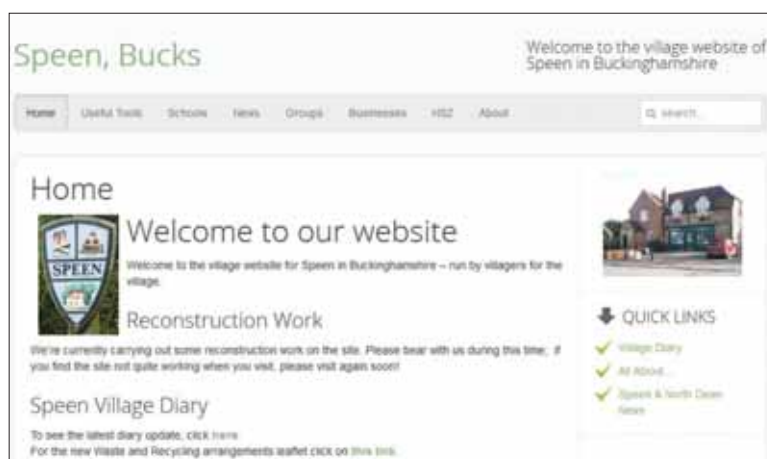 Speen, Bucks
Welcome to the village website of
Speen in Buckinghamshire
Home Useful Tools Schools News Groups Businesses HS2 About search...
Home
SPEEN
Welcome to our website
Welcome to the village website for Speen in Buckinghamshire – run by villagers for the
village.
Reconstruction Work
We're currently carrying out some reconstruction work on the site. Please bear with us during this time; if
you find the site not quite working when you visit, please visit again soon!
Speen Village Diary
To see the latest diary update, click here
For the new Waste and Recycling arrangements leaflet click on this link.
QUICK LINKS
Village Diary
All About ...
Speen & North Dean
News